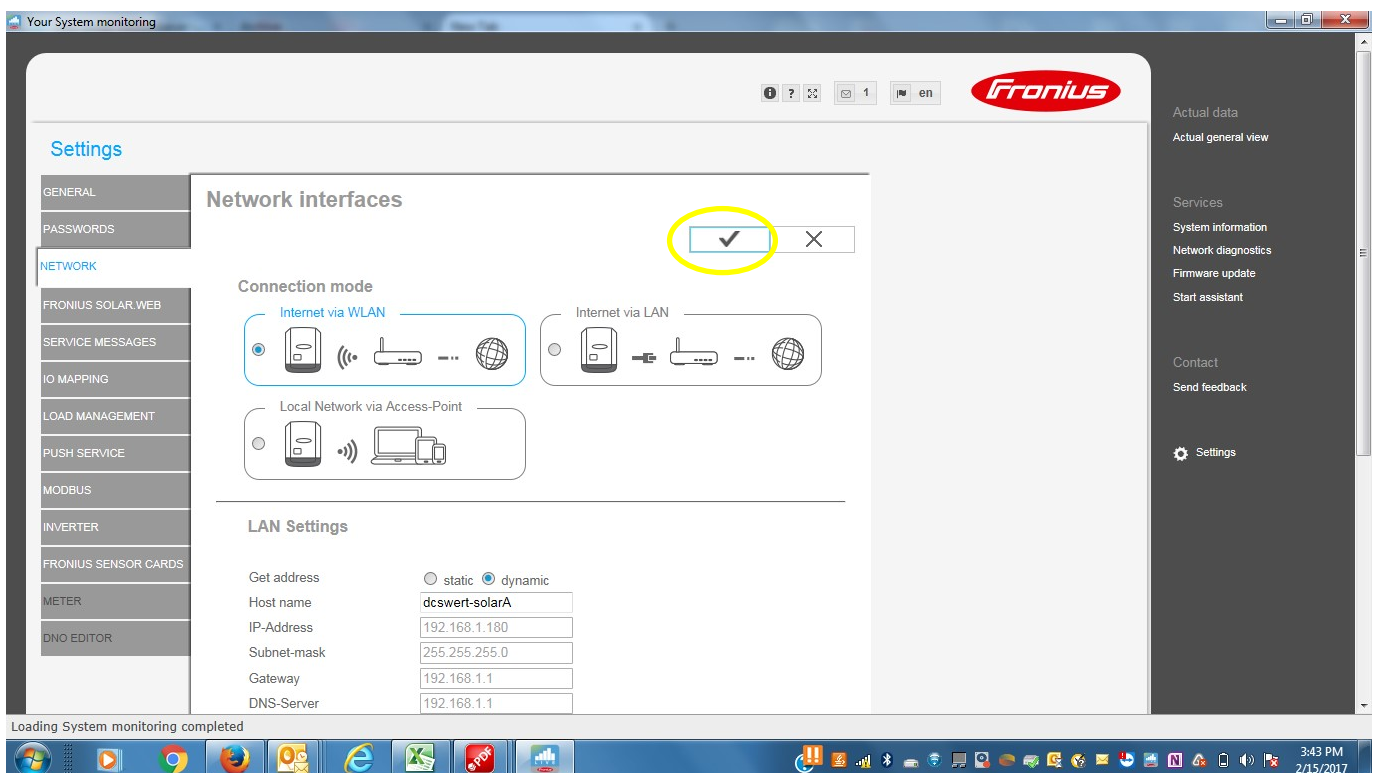 Your System monitoring
1
en
Fronius
Settings
GENERAL
PASSWORDS
NETWORK
FRONIUS SOLAR.WEB
SERVICE MESSAGES
IO MAPPING
LOAD MANAGEMENT
PUSH SERVICE
MODBUS
INVERTER
FRONIUS SENSOR CARDS
METER
DNO EDITOR
Network interfaces
Connection mode
Internet via WLAN
Internet via LAN
Local Network via Access-Point
LAN Settings
Get address static dynamic
Host name dcswert-solarA
IP-Address 192.168.1.180
Subnet-mask 255.255.255.0
Gateway 192.168.1.1
DNS-Server 192.168.1.1
Actual data
Actual general view
Services
System information
Network diagnostics
Firmware update
Start assistant
Contact
Send feedback
Settings
Loading System monitoring completed
3:43 PM
2/15/2017